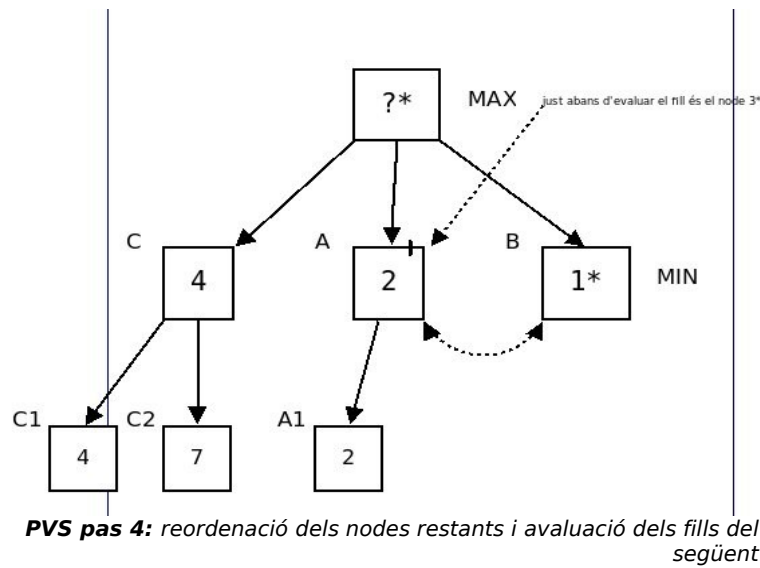 ?*
MAX
just abans d'evaluar el fill és el node 3*
C
A
B
4
2
1*
MIN
C1
C2
A1
4
7
2
PVS pas 4: reordenació dels nodes restants i avaluació dels fills del
següent